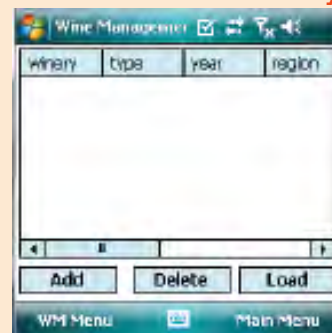 Wine Management
winery type year region
Add Delete Load
WM Menu Main Menu